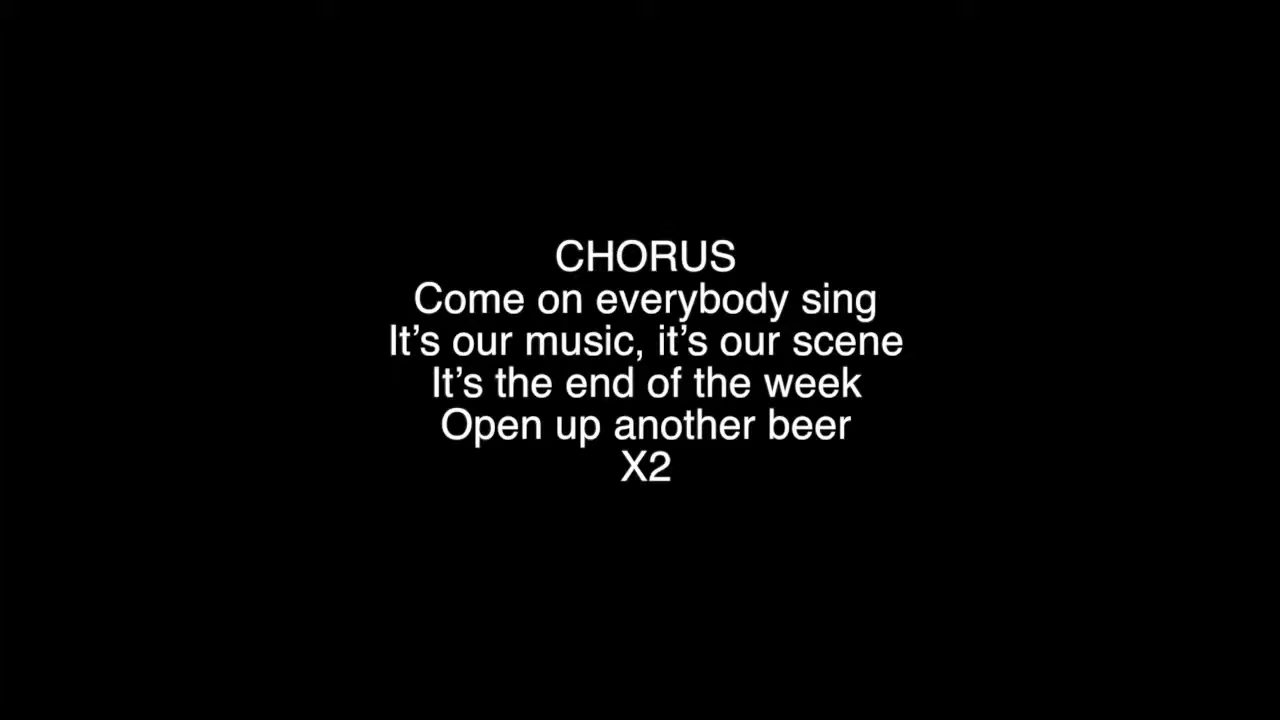 CHORUS
Come on everybody sing
It’s our music, it’s our scene
It’s the end of the week
Open up another beer
X2